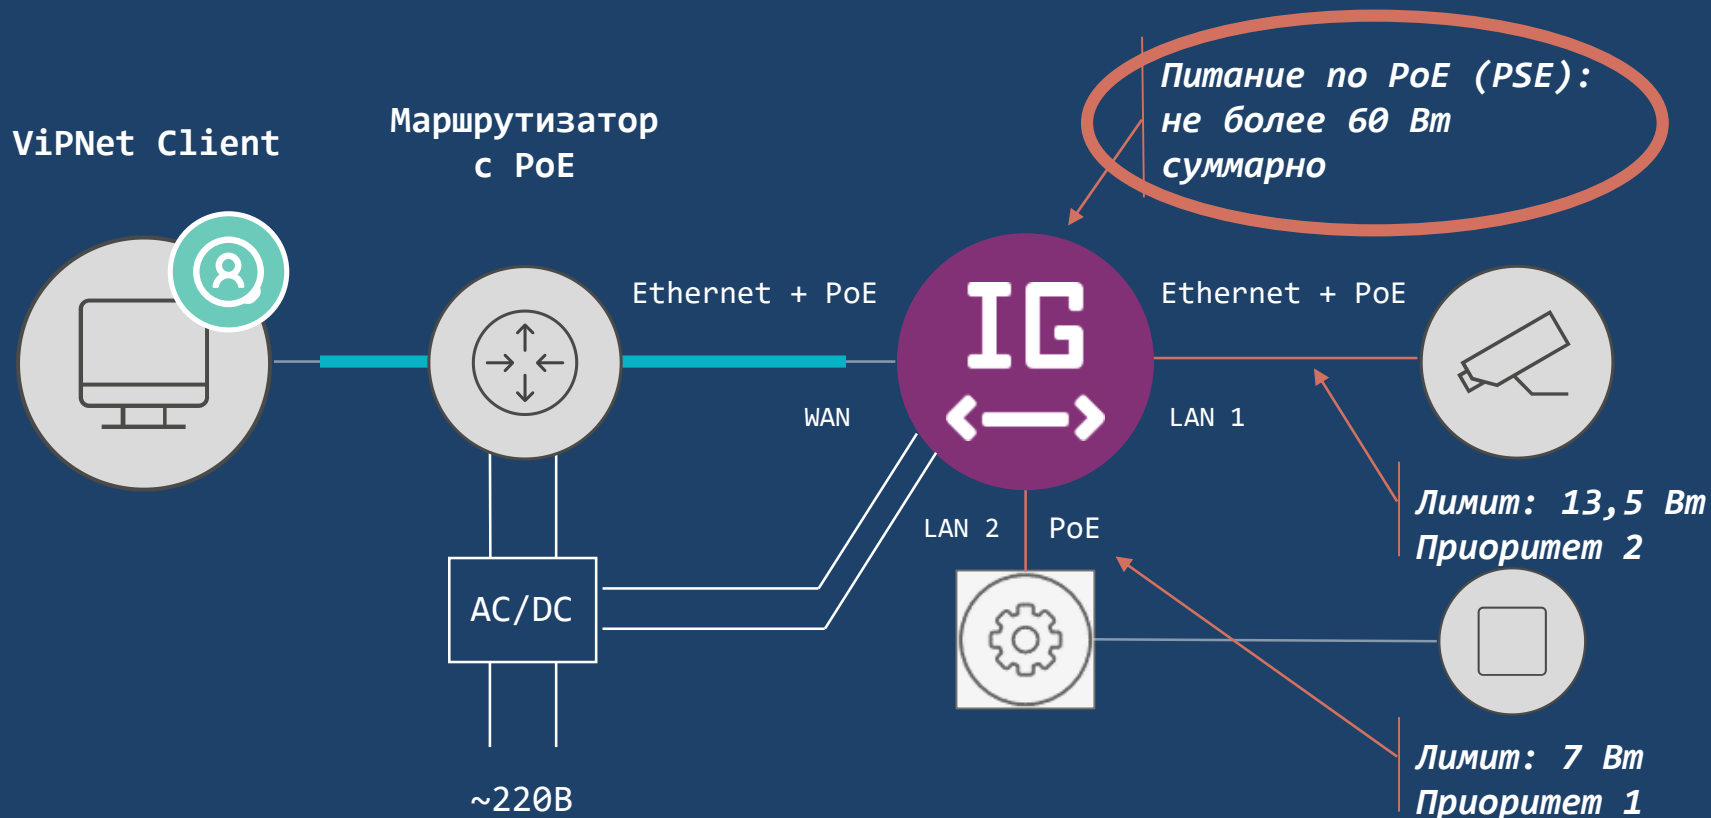 Питание по PoE (PSE):
не более 60 Вт
суммарно
ViPNet Client
Маршрутизатор
с PoE
Ethernet + PoE
IG
Ethernet + PoE
WAN
LAN 1
Лимит: 13,5 Вт
Приоритет 2
LAN 2
PoE
AC/DC
Лимит: 7 Вт
Приоритет 1
~220В